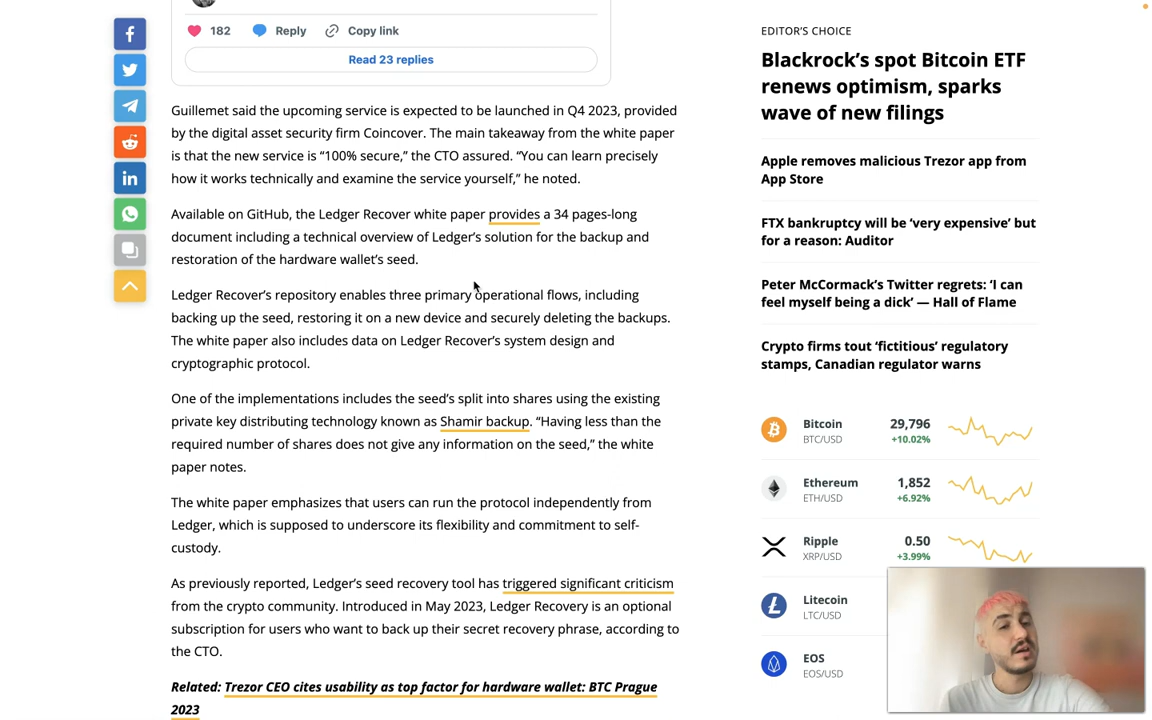 182 Reply Copy link
Read 23 replies
Guillemet said the upcoming service is expected to be launched in Q4 2023, provided
by the digital asset security firm Coincover. The main takeaway from the white paper
is that the new service is “100% secure,” the CTO assured. “You can learn precisely
how it works technically and examine the service yourself,” he noted.
Available on GitHub, the Ledger Recover white paper provides a 34 pages-long
document including a technical overview of Ledger’s solution for the backup and
restoration of the hardware wallet’s seed.
Ledger Recover’s repository enables three primary operational flows, including
backing up the seed, restoring it on a new device and securely deleting the backups.
The white paper also includes data on Ledger Recover’s system design and
cryptographic protocol.
One of the implementations includes the seed’s split into shares using the existing
private key distributing technology known as Shamir backup. “Having less than the
required number of shares does not give any information on the seed,” the white
paper notes.
The white paper emphasizes that users can run the protocol independently from
Ledger, which is supposed to underscore its flexibility and commitment to self-
custody.
As previously reported, Ledger’s seed recovery tool has triggered significant criticism
from the crypto community. Introduced in May 2023, Ledger Recovery is an optional
subscription for users who want to back up their secret recovery phrase, according to
the CTO.
Related: Trezor CEO cites usability as top factor for hardware wallet: BTC Prague
2023
EDITOR’S CHOICE
Blackrock’s spot Bitcoin ETF
renews optimism, sparks
wave of new filings
Apple removes malicious Trezor app from
App Store
FTX bankruptcy will be ‘very expensive’ but
for a reason: Auditor
Peter McCormack’s Twitter regrets: ‘I can
feel myself being a dick’ — Hall of Flame
Crypto firms tout ‘fictitious’ regulatory
stamps, Canadian regulator warns
Bitcoin 29,796
BTC/USD +10.02%
Ethereum 1,852
ETH/USD +6.92%
Ripple 0.50
XRP/USD +3.99%
Litecoin
LTC/USD
EOS
EOS/USD